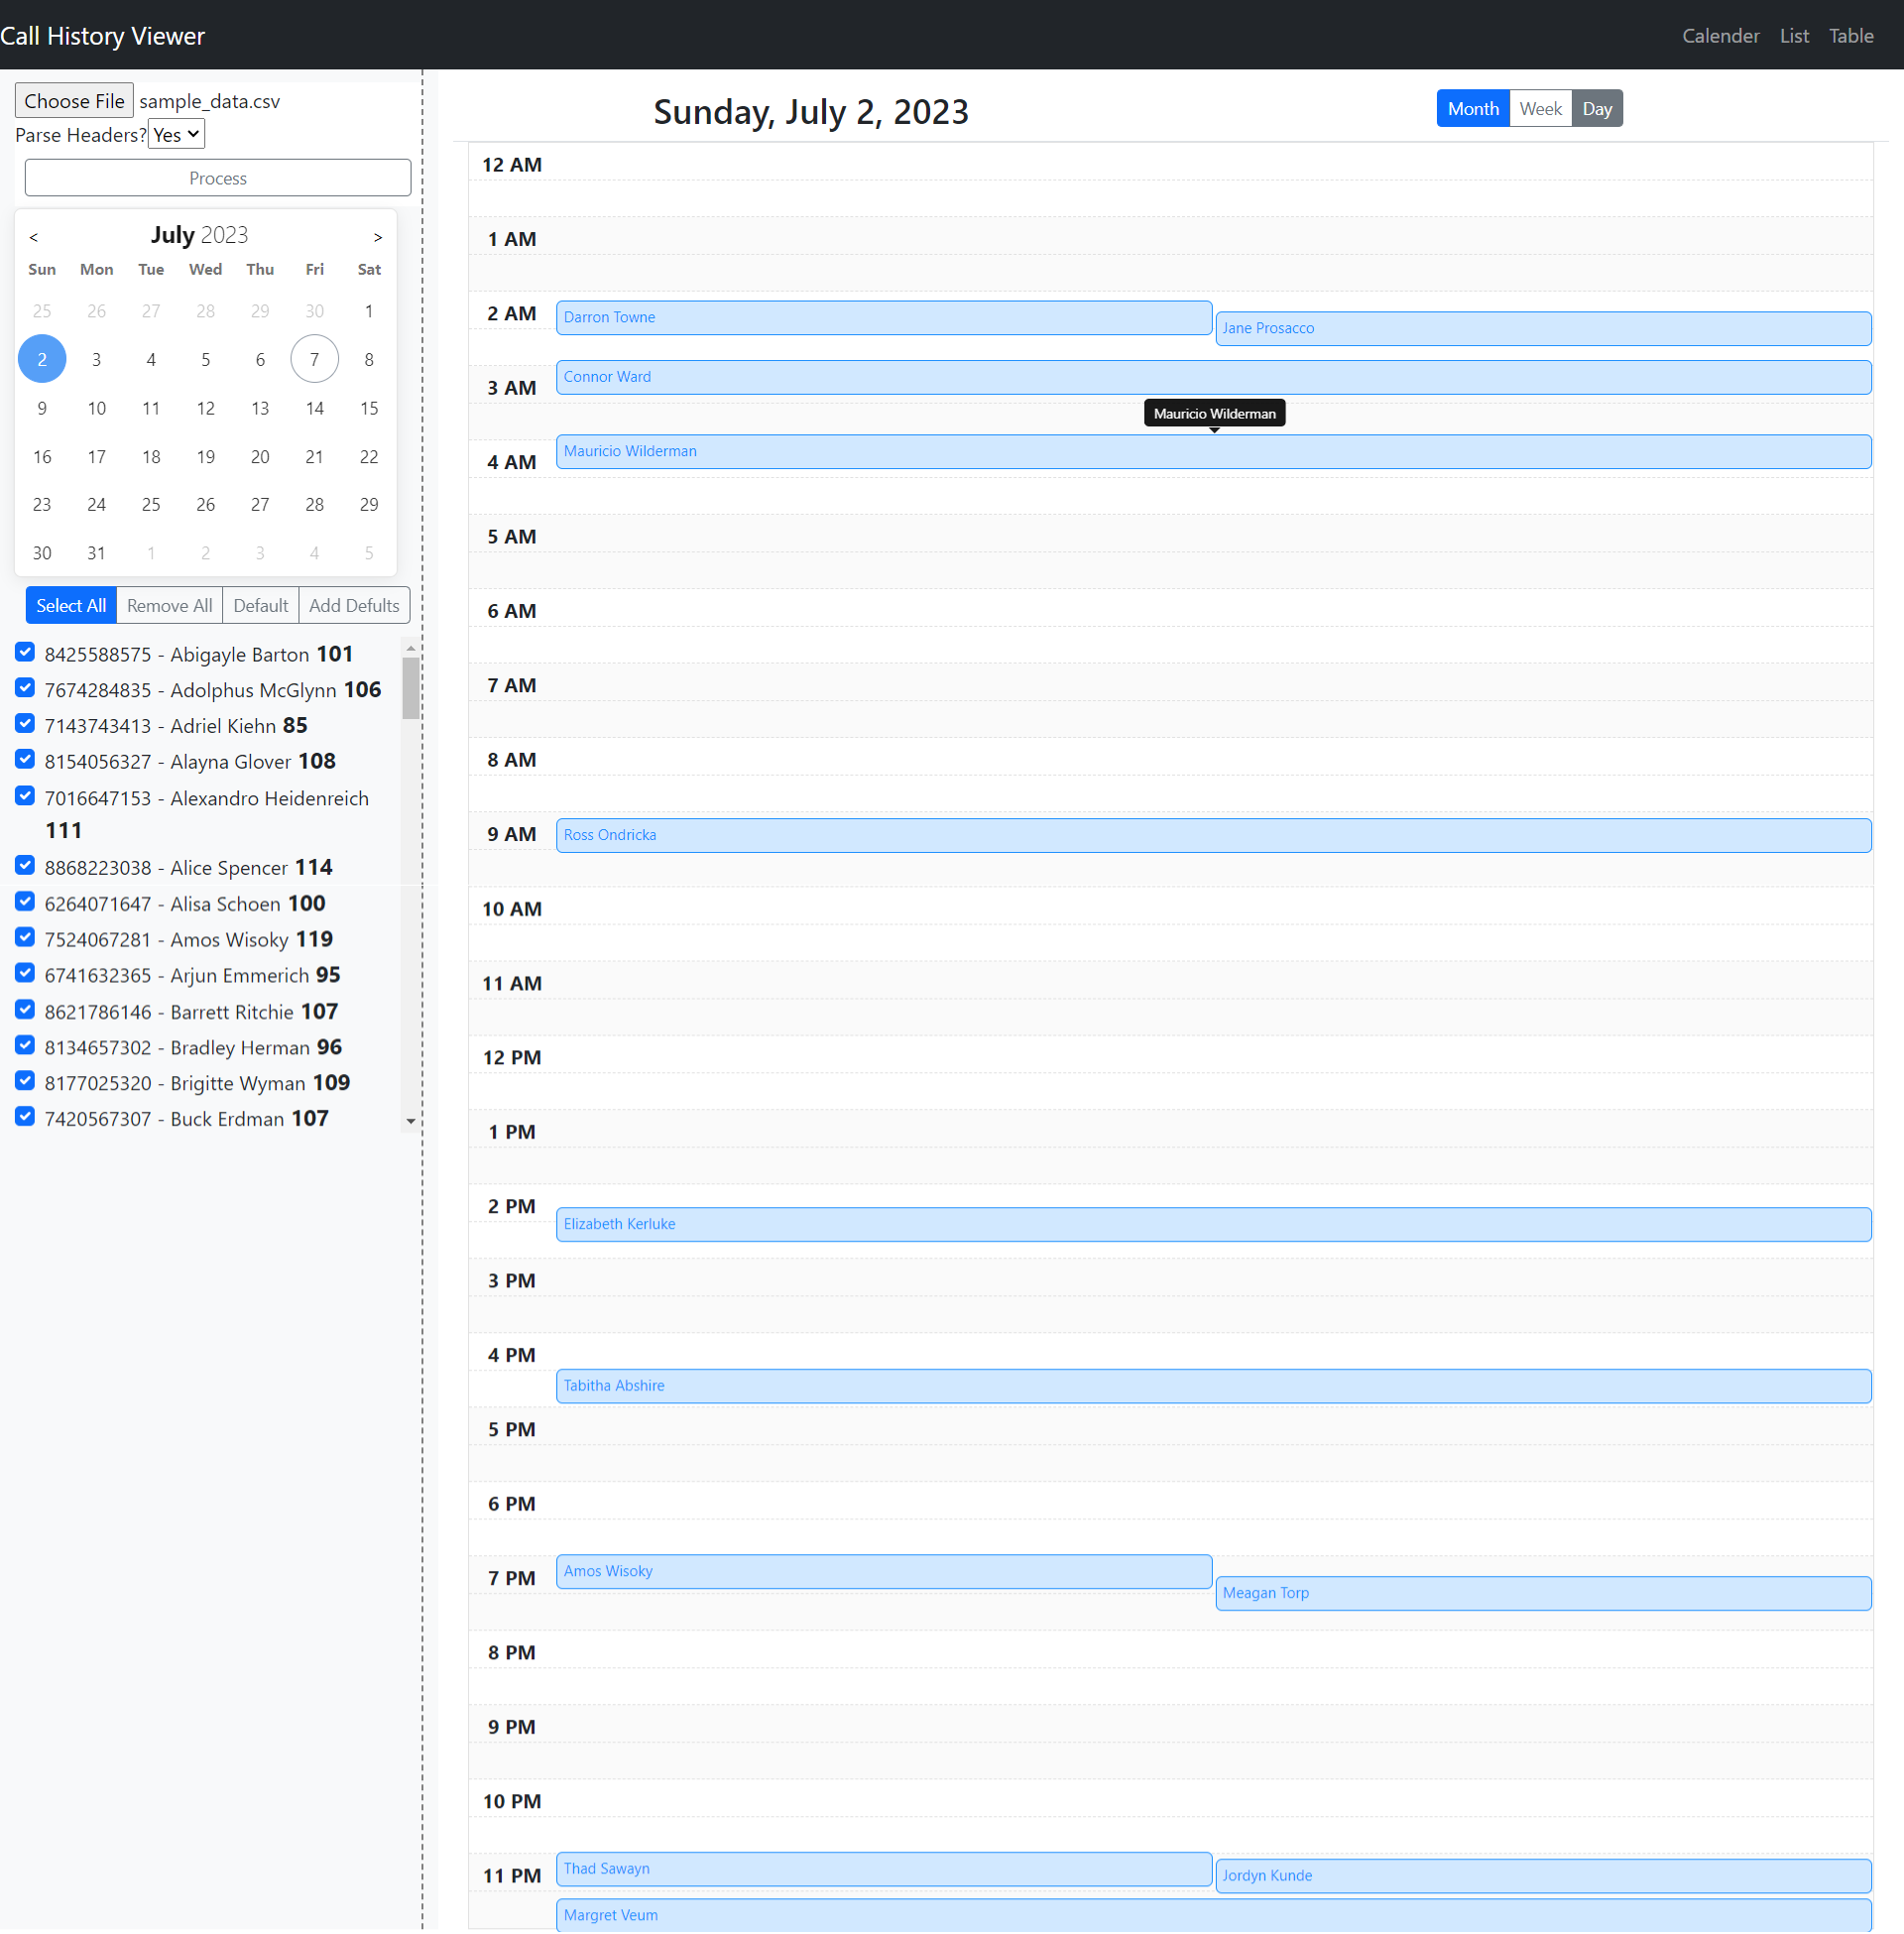 Call History Viewer
Calender List Table
Choose File sample_data.csv
Parse Headers? Yes
Process
< July 2023 >
Sun Mon Tue Wed Thu Fri Sat
25 26 27 28 29 30 1
2 3 4 5 6 7 8
9 10 11 12 13 14 15
16 17 18 19 20 21 22
23 24 25 26 27 28 29
30 31 1 2 3 4 5
Select All Remove All Default Add Defults
8425588575 - Abigayle Barton 101
7674284835 - Adolphus McGlynn 106
7143743413 - Adriel Kiehn 85
8154056327 - Alayna Glover 108
7016647153 - Alexandro Heidenreich
111
8868223038 - Alice Spencer 114
6264071647 - Alisa Schoen 100
7524067281 - Amos Wisoky 119
6741632365 - Arjun Emmerich 95
8621786146 - Barrett Ritchie 107
8134657302 - Bradley Herman 96
8177025320 - Brigitte Wyman 109
7420567307 - Buck Erdman 107
Sunday, July 2, 2023
Month Week Day
12 AM
1 AM
2 AM
Darron Towne
Jane Prosacco
Connor Ward
3 AM
Mauricio Wilderman
Mauricio Wilderman
4 AM
5 AM
6 AM
7 AM
8 AM
9 AM
Ross Ondricka
10 AM
11 AM
12 PM
1 PM
2 PM
Elizabeth Kerluke
3 PM
4 PM
Tabitha Abshire
5 PM
6 PM
Amos Wisoky
7 PM
Meagan Torp
8 PM
9 PM
10 PM
Thad Sawayn
11 PM
Jordyn Kunde
Margret Veum